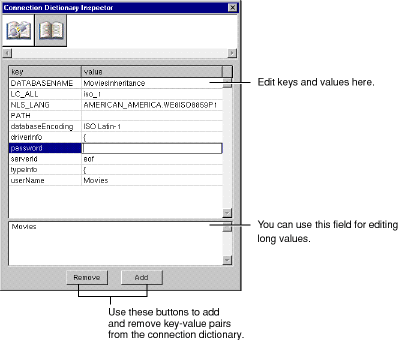 Connection Dictionary Inspector
key value
DATABASENAME MoviesInheritance
LC_ALL iso_1
NLS_LANG AMERICAN_AMERICA.WE8ISO8859P1
PATH
databaseEncoding ISO Latin-1
driverInfo {
password
serverId eof
typeInfo {
userName Movies
Movies
Remove Add
Edit keys and values here.
You can use this field for editing
long values.
Use these buttons to add
and remove key-value pairs
from the connection dictionary.